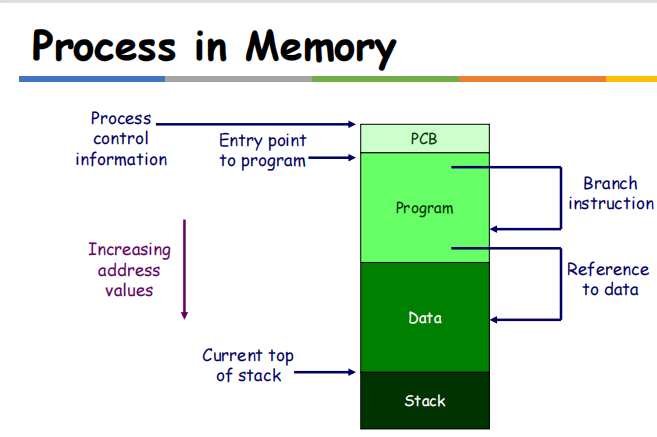 Process in Memory
Process
control
information
Entry point
to program
PCB
Program
Branch
instruction
Increasing
address
values
Reference
to data
Data
Current top
of stack
Stack